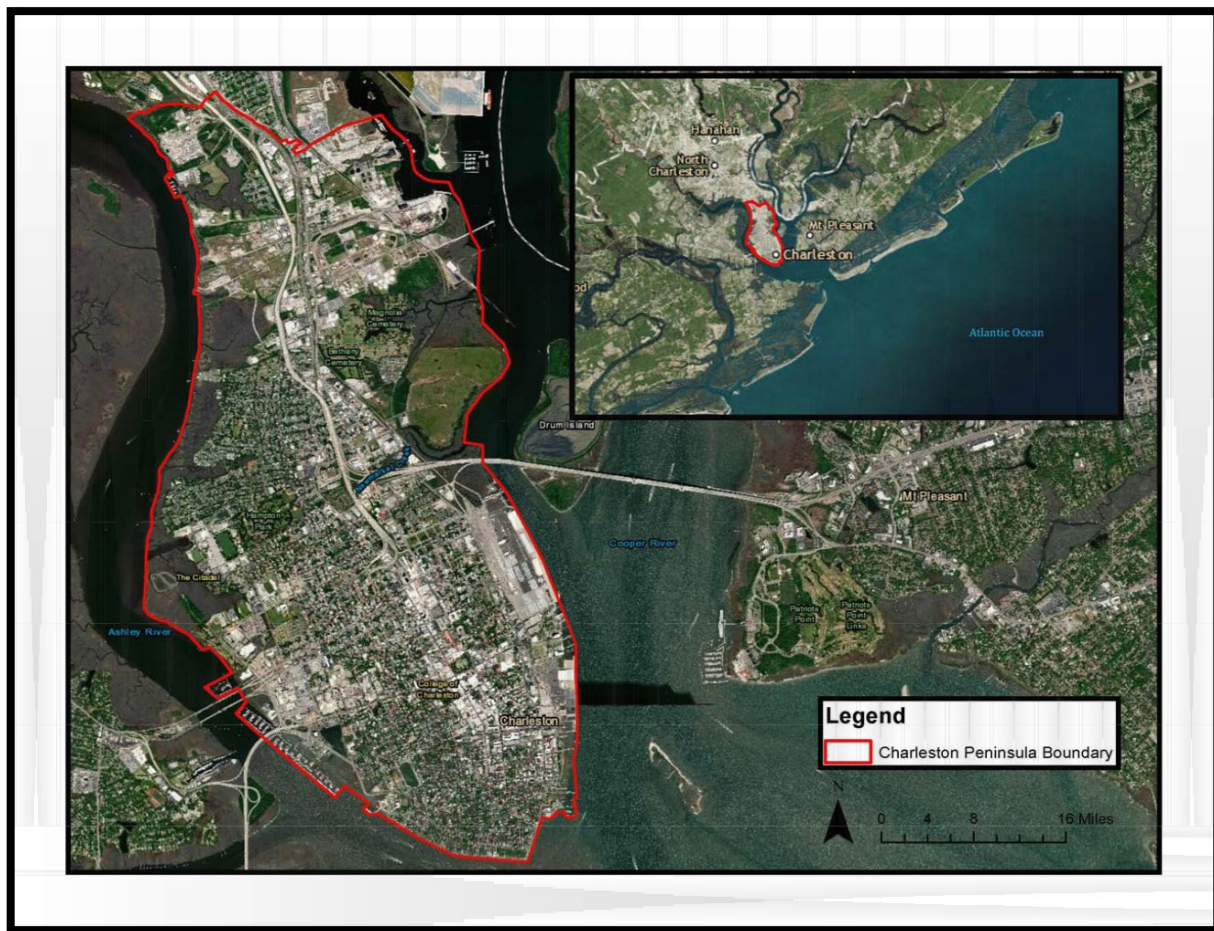 Hanahan
North
Charleston
Mt Pleasant
Charleston
Atlantic Ocean
Magnolia
Cemetery
Bethany
Cemetery
Drum Island
Mt Pleasant
Hampton
Cooper River
The Citadel
Patriots
Point
Patriots
Point
Links
Ashley River
College of
Charleston
Charleston
Legend
Charleston Peninsula Boundary
N
0 4 8 16 Miles